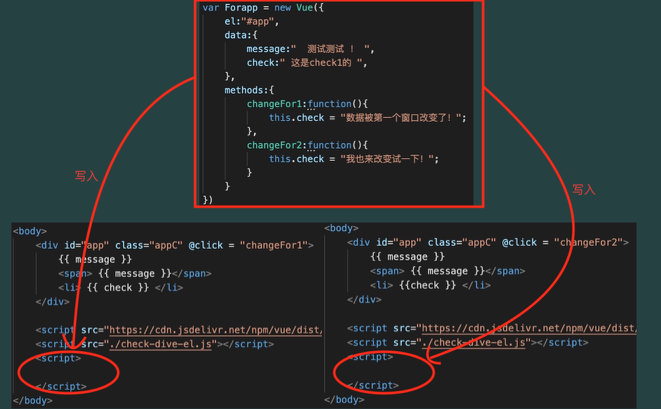 var Forapp = new Vue({
el:"#app",
data:{
message:"  测试测试 ！ ",
check:" 这是check1的 ",
},
methods:{
changeFor1:function(){
this.check = "数据被第一个窗口改变了！";
},
changeFor2:function(){
this.check = "我也来改变试一下！";
}
}
})
写入
写入
<body>
<div id="app" class="appC" @click = "changeFor1">
{{ message }}
<span> {{ message }}</span>
<li> {{ check }} </li>
</div>
<script src="https://cdn.jsdelivr.net/npm/vue/dist/
<script src="./check-dive-el.js"></script>
<script>
</script>
</body>
<body>
<div id="app" class="appC" @click = "changeFor2">
{{ message }}
<span> {{ message }}</span>
<li> {{check }} </li>
</div>
<script src="https://cdn.jsdelivr.net/npm/vue/dist/
<script src="./check-dive-el.js"></script>
<script>
</script>
</body>